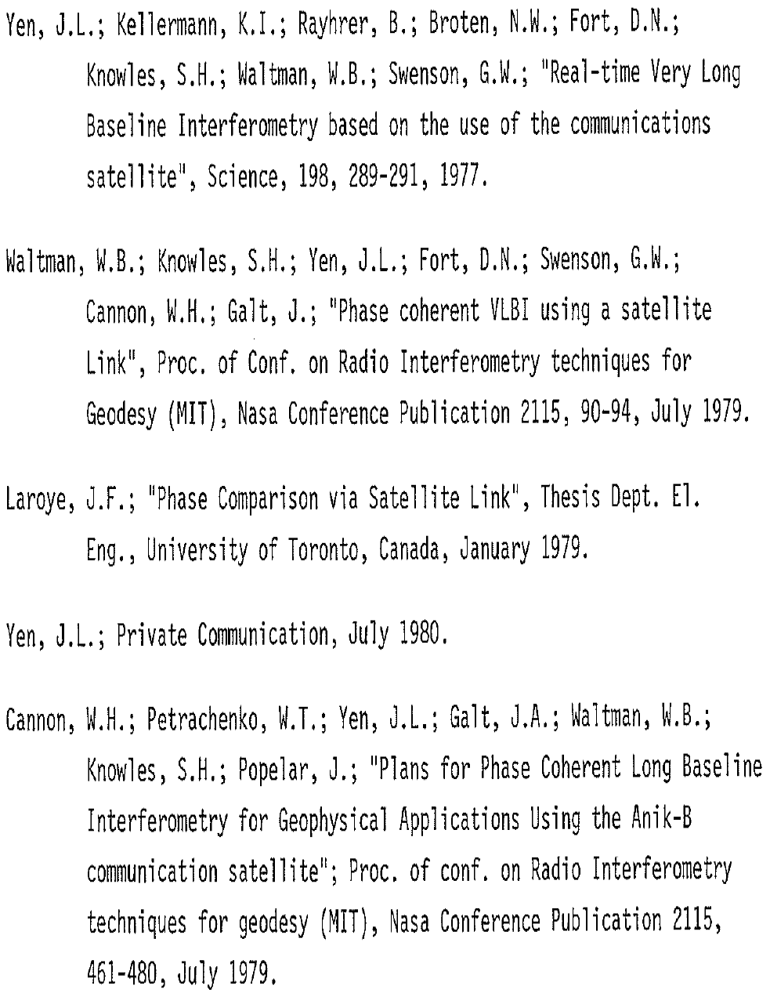 Yen, J.L.; Kellermann, K.I.; Rayhrer, B.; Broten, N.W.; Fort, D.N.;
Knowles, S.H.; Waltman, W.B.; Swenson, G.W.; "Real-time Very Long
Baseline Interferometry based on the use of the communications
satellite", Science, 198, 289-291, 1977.
Waltman, W.B.; Knowles, S.H.; Yen, J.L.; Fort, D.N.; Swenson, G.W.;
Cannon, W.H.; Galt, J.; "Phase coherent VLBI using a satellite
Link", Proc. of Conf. on Radio Interferometry techniques for
Geodesy (MIT), Nasa Conference Publication 2115, 90-94, July 1979.
Laroye, J.F.; "Phase Comparison via Satellite Link", Thesis Dept. El.
Eng., University of Toronto, Canada, January 1979.
Yen, J.L.; Private Communication, July 1980.
Cannon, W.H.; Petrachenko, W.T.; Yen, J.L.; Galt, J.A.; Waltman, W.B.;
Knowles, S.H.; Popelar, J.; "Plans for Phase Coherent Long Baseline
Interferometry for Geophysical Applications Using the Anik-B
communication satellite"; Proc. of conf. on Radio Interferometry
techniques for geodesy (MIT), Nasa Conference Publication 2115,
461-480, July 1979.